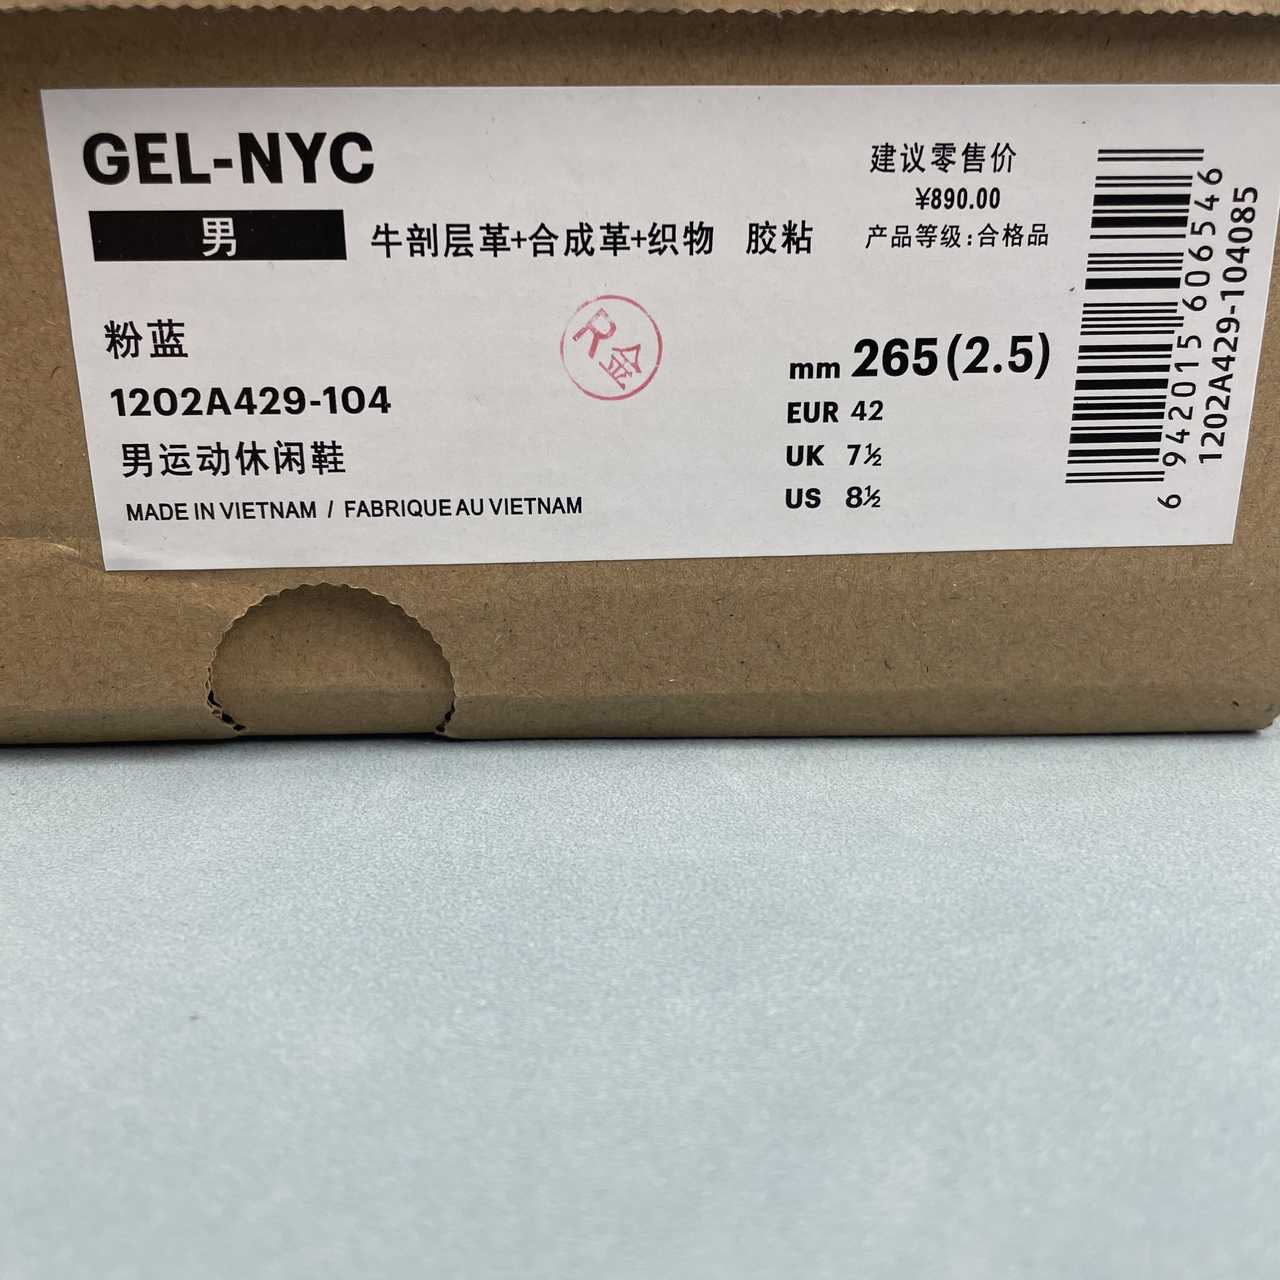 GEL-NYC
男
牛剖层革+合成革+织物 胶粘
建议零售价
¥890.00
产品等级:合格品
粉蓝
1202A429-104
男运动休闲鞋
MADE IN VIETNAM / FABRIQUE AU VIETNAM
R金
mm 265(2.5)
EUR 42
UK 7½
US 8½
6 942015 606546
1202A429-104085